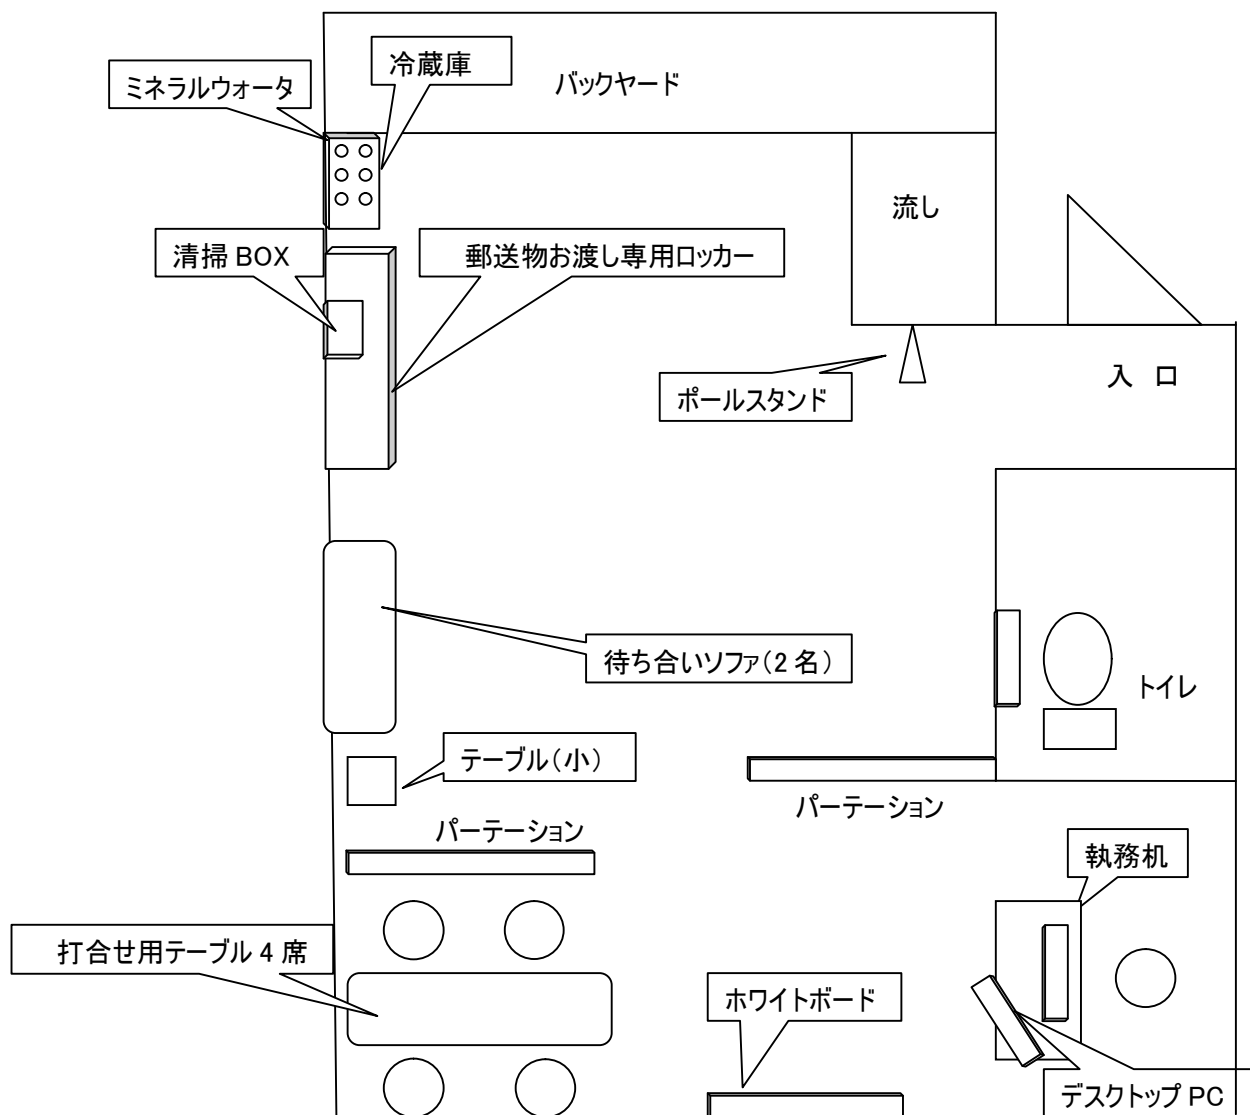 冷蔵庫
バックヤード
ミネラルウォータ
流し
清掃 BOX
郵送物お渡し専用ロッカー
入 口
ポールスタンド
待ち合いソファ(2 名)
トイレ
テーブル(小)
パーテーション
パーテーション
執務机
打合せ用テーブル 4 席
ホワイトボード
デスクトップ PC